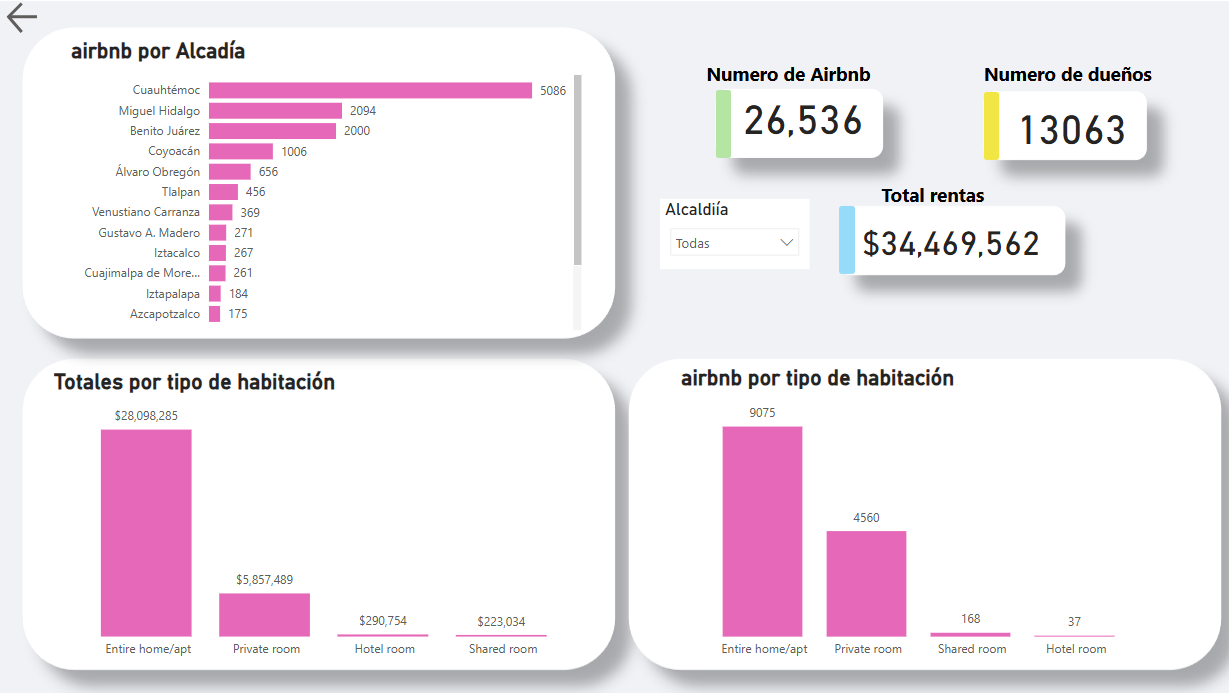 airbnb por Alcadía
Cuauhtémoc 5086
Miguel Hidalgo 2094
Benito Juárez 2000
Coyoacán 1006
Álvaro Obregón 656
Tlalpan 456
Venustiano Carranza 369
Gustavo A. Madero 271
Iztacalco 267
Cuajimalpa de More... 261
Iztapalapa 184
Azcapotzalco 175
Numero de Airbnb
26,536
Numero de dueños
13063
Alcaldiía
Todas
Total rentas
$34,469,562
Totales por tipo de habitación
$28,098,285
$5,857,489
$290,754
$223,034
Entire home/apt Private room Hotel room Shared room
airbnb por tipo de habitación
9075
4560
168
37
Entire home/apt Private room Shared room Hotel room